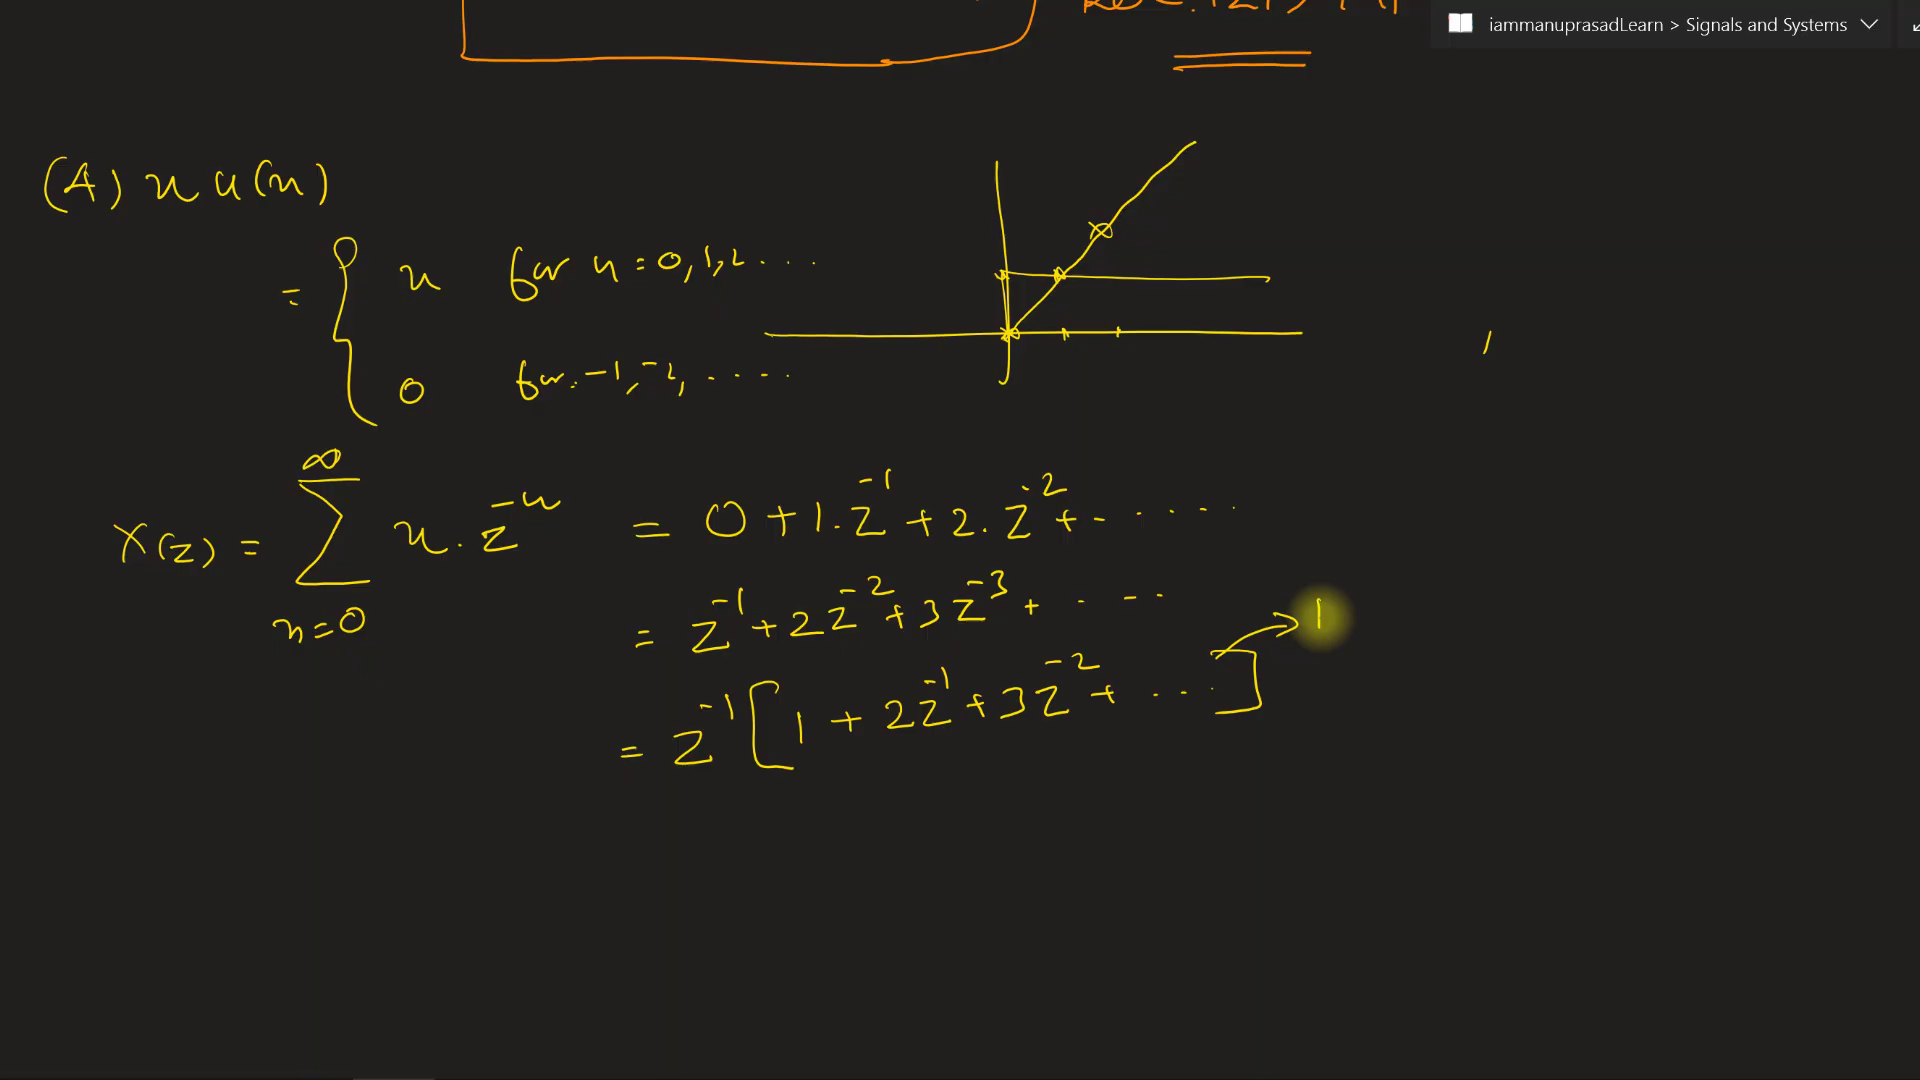 iammanuprasadLearn > Signals and Systems
(A) n u(n)
= { n for n = 0, 1, 2 ....
0 for -1, -2, .....
X(z) = ∑_{n=0}^{∞} n . z^{-n} = 0 + 1. z^{-1} + 2. z^{-2} + ......
= z^{-1} + 2z^{-2} + 3z^{-3} + ....
= z^{-1} [ 1 + 2z^{-1} + 3z^{-2} + .... ] → 1